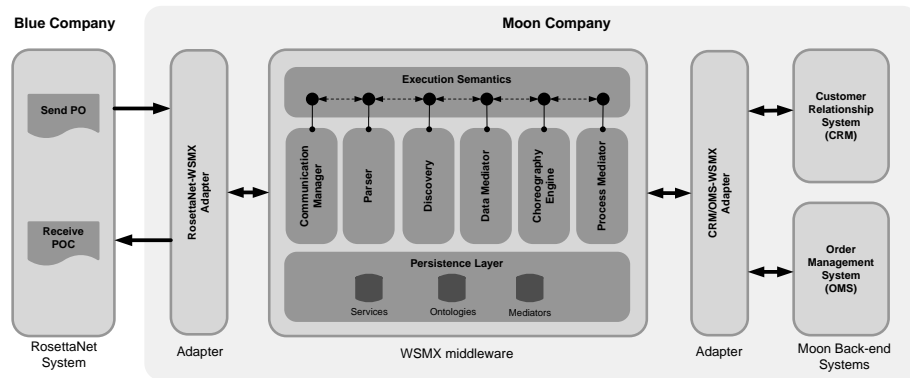 Blue Company
Moon Company
Send PO
Receive
POC
RosettaNet
System
RosettaNet-WSMX
Adapter
Adapter
Execution Semantics
Communication
Manager
Parser
Discovery
Data Mediator
Choreography
Engine
Process Mediator
Persistence Layer
Services
Ontologies
Mediators
WSMX middleware
CRM/OMS-WSMX
Adapter
Adapter
Customer
Relationship
System
(CRM)
Order
Management
System
(OMS)
Moon Back-end
Systems